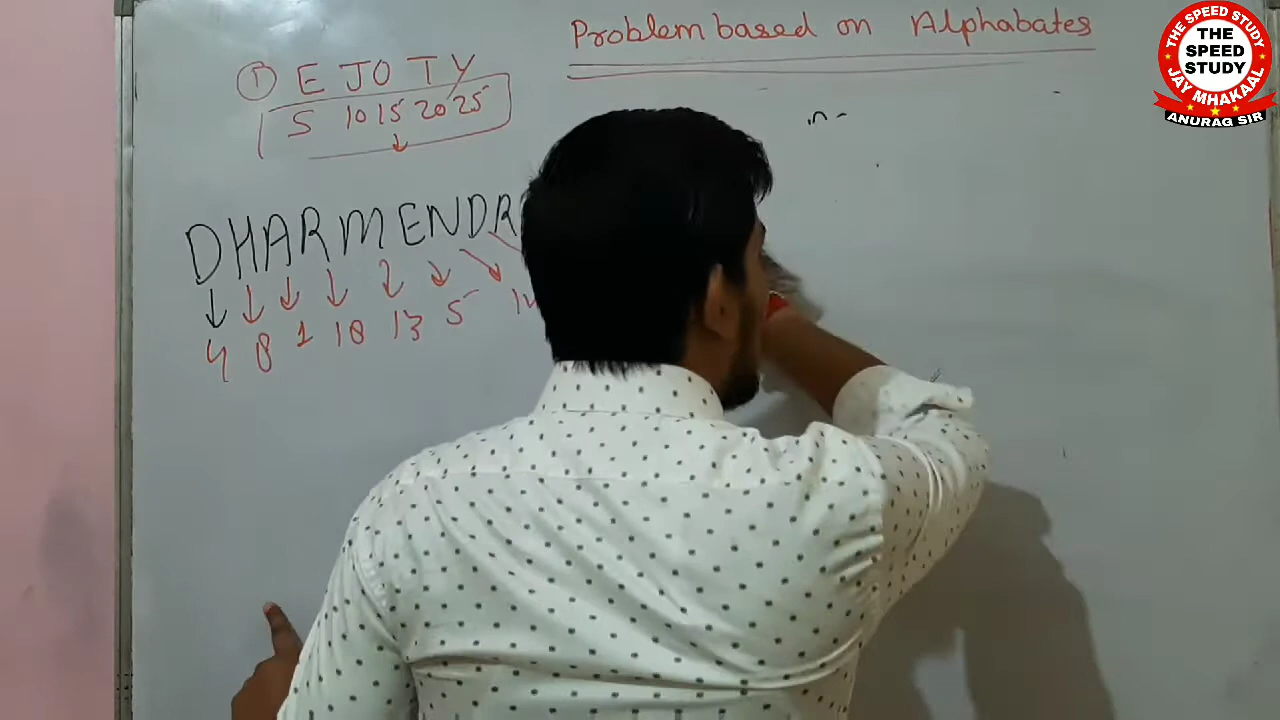 Problem based on Alphabates
① E J O T Y
5 10 15 20 25
DHARMENDR
4 8 1 18 13 5 14
THE SPEED STUDY
THE
SPEED
STUDY
JAY MHAKAAL
ANURAG SIR